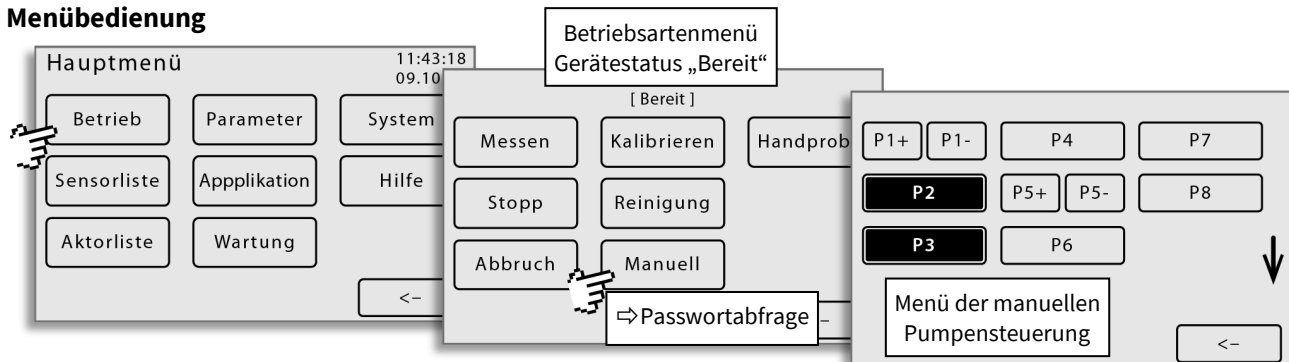 Menübedienung
Hauptmenü
11:43:18
09.10
Betrieb
Parameter
System
Sensorliste
Appplikation
Hilfe
Aktorliste
Wartung
<–
Betriebsartenmenü
Gerätestatus „Bereit“
[ Bereit ]
Messen
Kalibrieren
Handprob
Stopp
Reinigung
Abbruch
Manuell
⇨Passwortabfrage
–
P1+ P1- P4 P7
P2 P5+ P5- P8
P3 P6
Menü der manuellen
Pumpensteuerung
<–